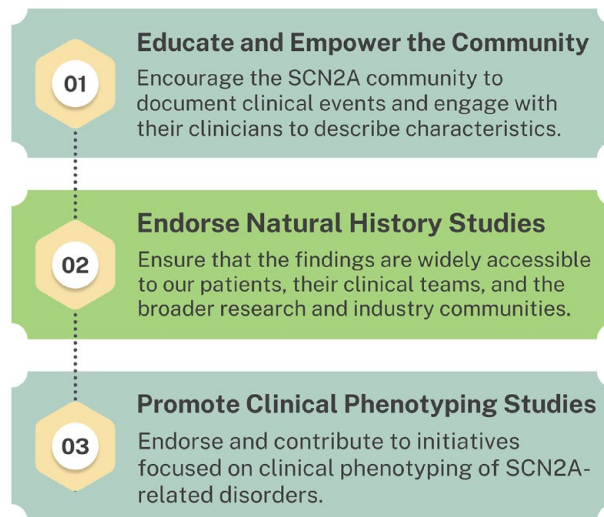 01
Educate and Empower the Community
Encourage the SCN2A community to
document clinical events and engage with
their clinicians to describe characteristics.
02
Endorse Natural History Studies
Ensure that the findings are widely accessible
to our patients, their clinical teams, and the
broader research and industry communities.
03
Promote Clinical Phenotyping Studies
Endorse and contribute to initiatives
focused on clinical phenotyping of SCN2A-
related disorders.